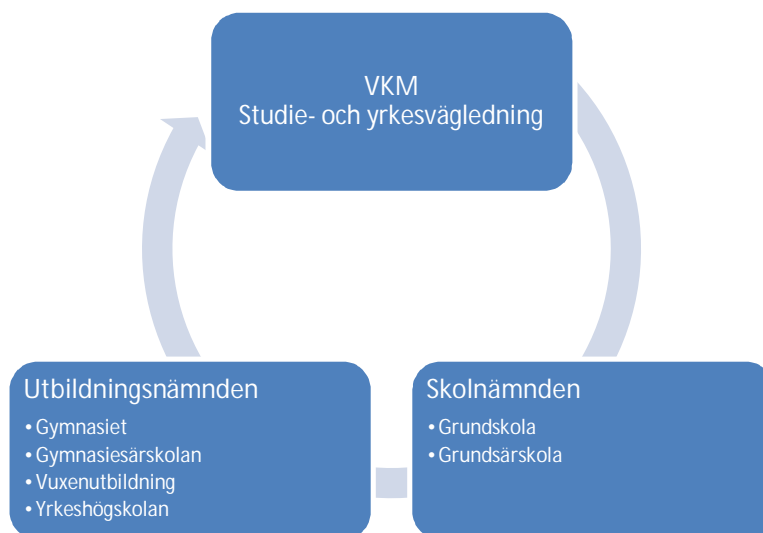 VKM
Studie- och yrkesvägledning
Utbildningsnämnden
• Gymnasiet
• Gymnasiesärskolan
• Vuxenutbildning
• Yrkeshögskolan
Skolnämnden
• Grundskola
• Grundsärskola